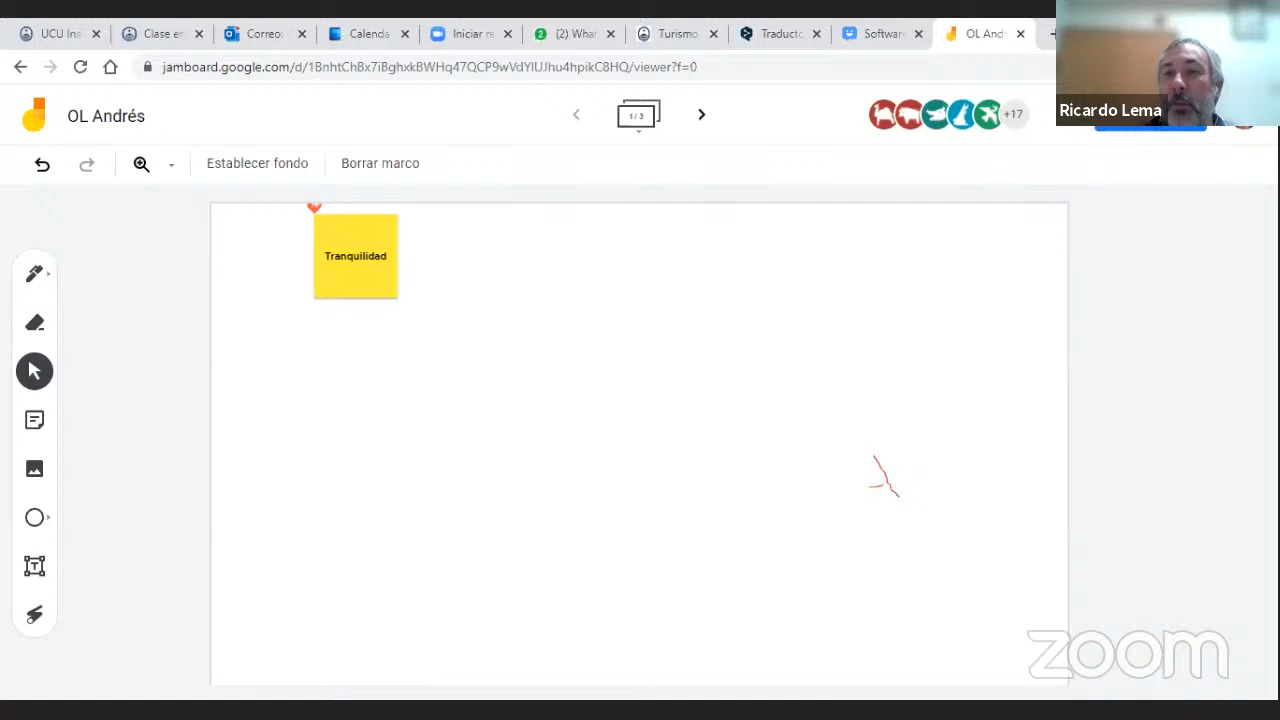 UCU Ins
Clase en
Correo:
Calenda
Iniciar re
(2) What
Turismo
Traducto
Softwar
OL And
jamboard.google.com/d/1BnhtChBx7iBghxkBWHq47QCP9wVdYlUJhu4hpikC8HQ/viewer?f=0
Ricardo Lema
OL Andrés
1 / 3
+17
Establecer fondo
Borrar marco
Tranquilidad
zoom